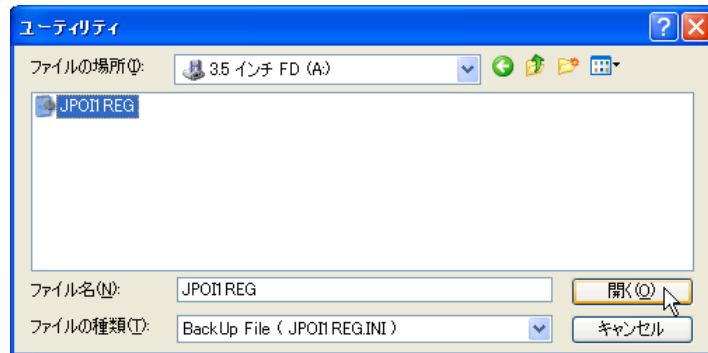 ユーティリティ
ファイルの場所(I):
3.5 インチ FD (A:)
JPOI1REG
ファイル名(N):
JPOI1REG
開く(O)
ファイルの種類(T):
BackUp File ( JPOI1REG.INI )
キャンセル